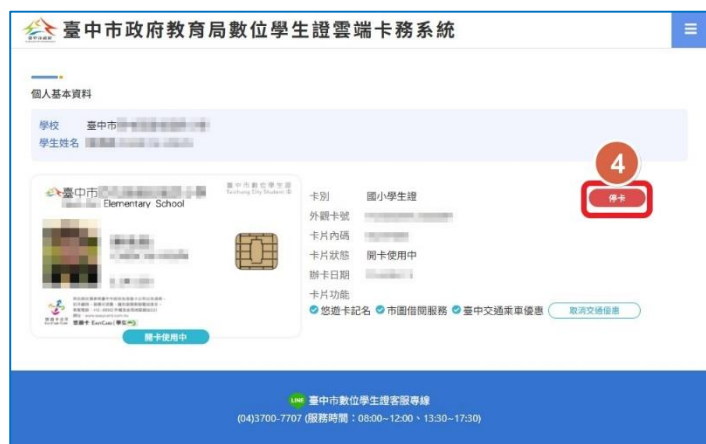 臺中市政府教育局數位學生證雲端卡務系統
個人基本資料
學校 臺中市
學生姓名
4
臺中市
Elementary School
臺中市數位學生證
Taichung City Student ID
卡別 國小學生證
停卡
外觀卡號
卡片內碼
卡片狀態 開卡使用中
辦卡日期
卡片功能
悠遊卡記名 市圖借閱服務 臺中交通乘車優惠 取消交通優惠
悠遊卡 EASYCARD 學生
開卡使用中
LINE 臺中市數位學生證客服專線
(04)3700-7707 (服務時間：08:00~12:00、13:30~17:30)